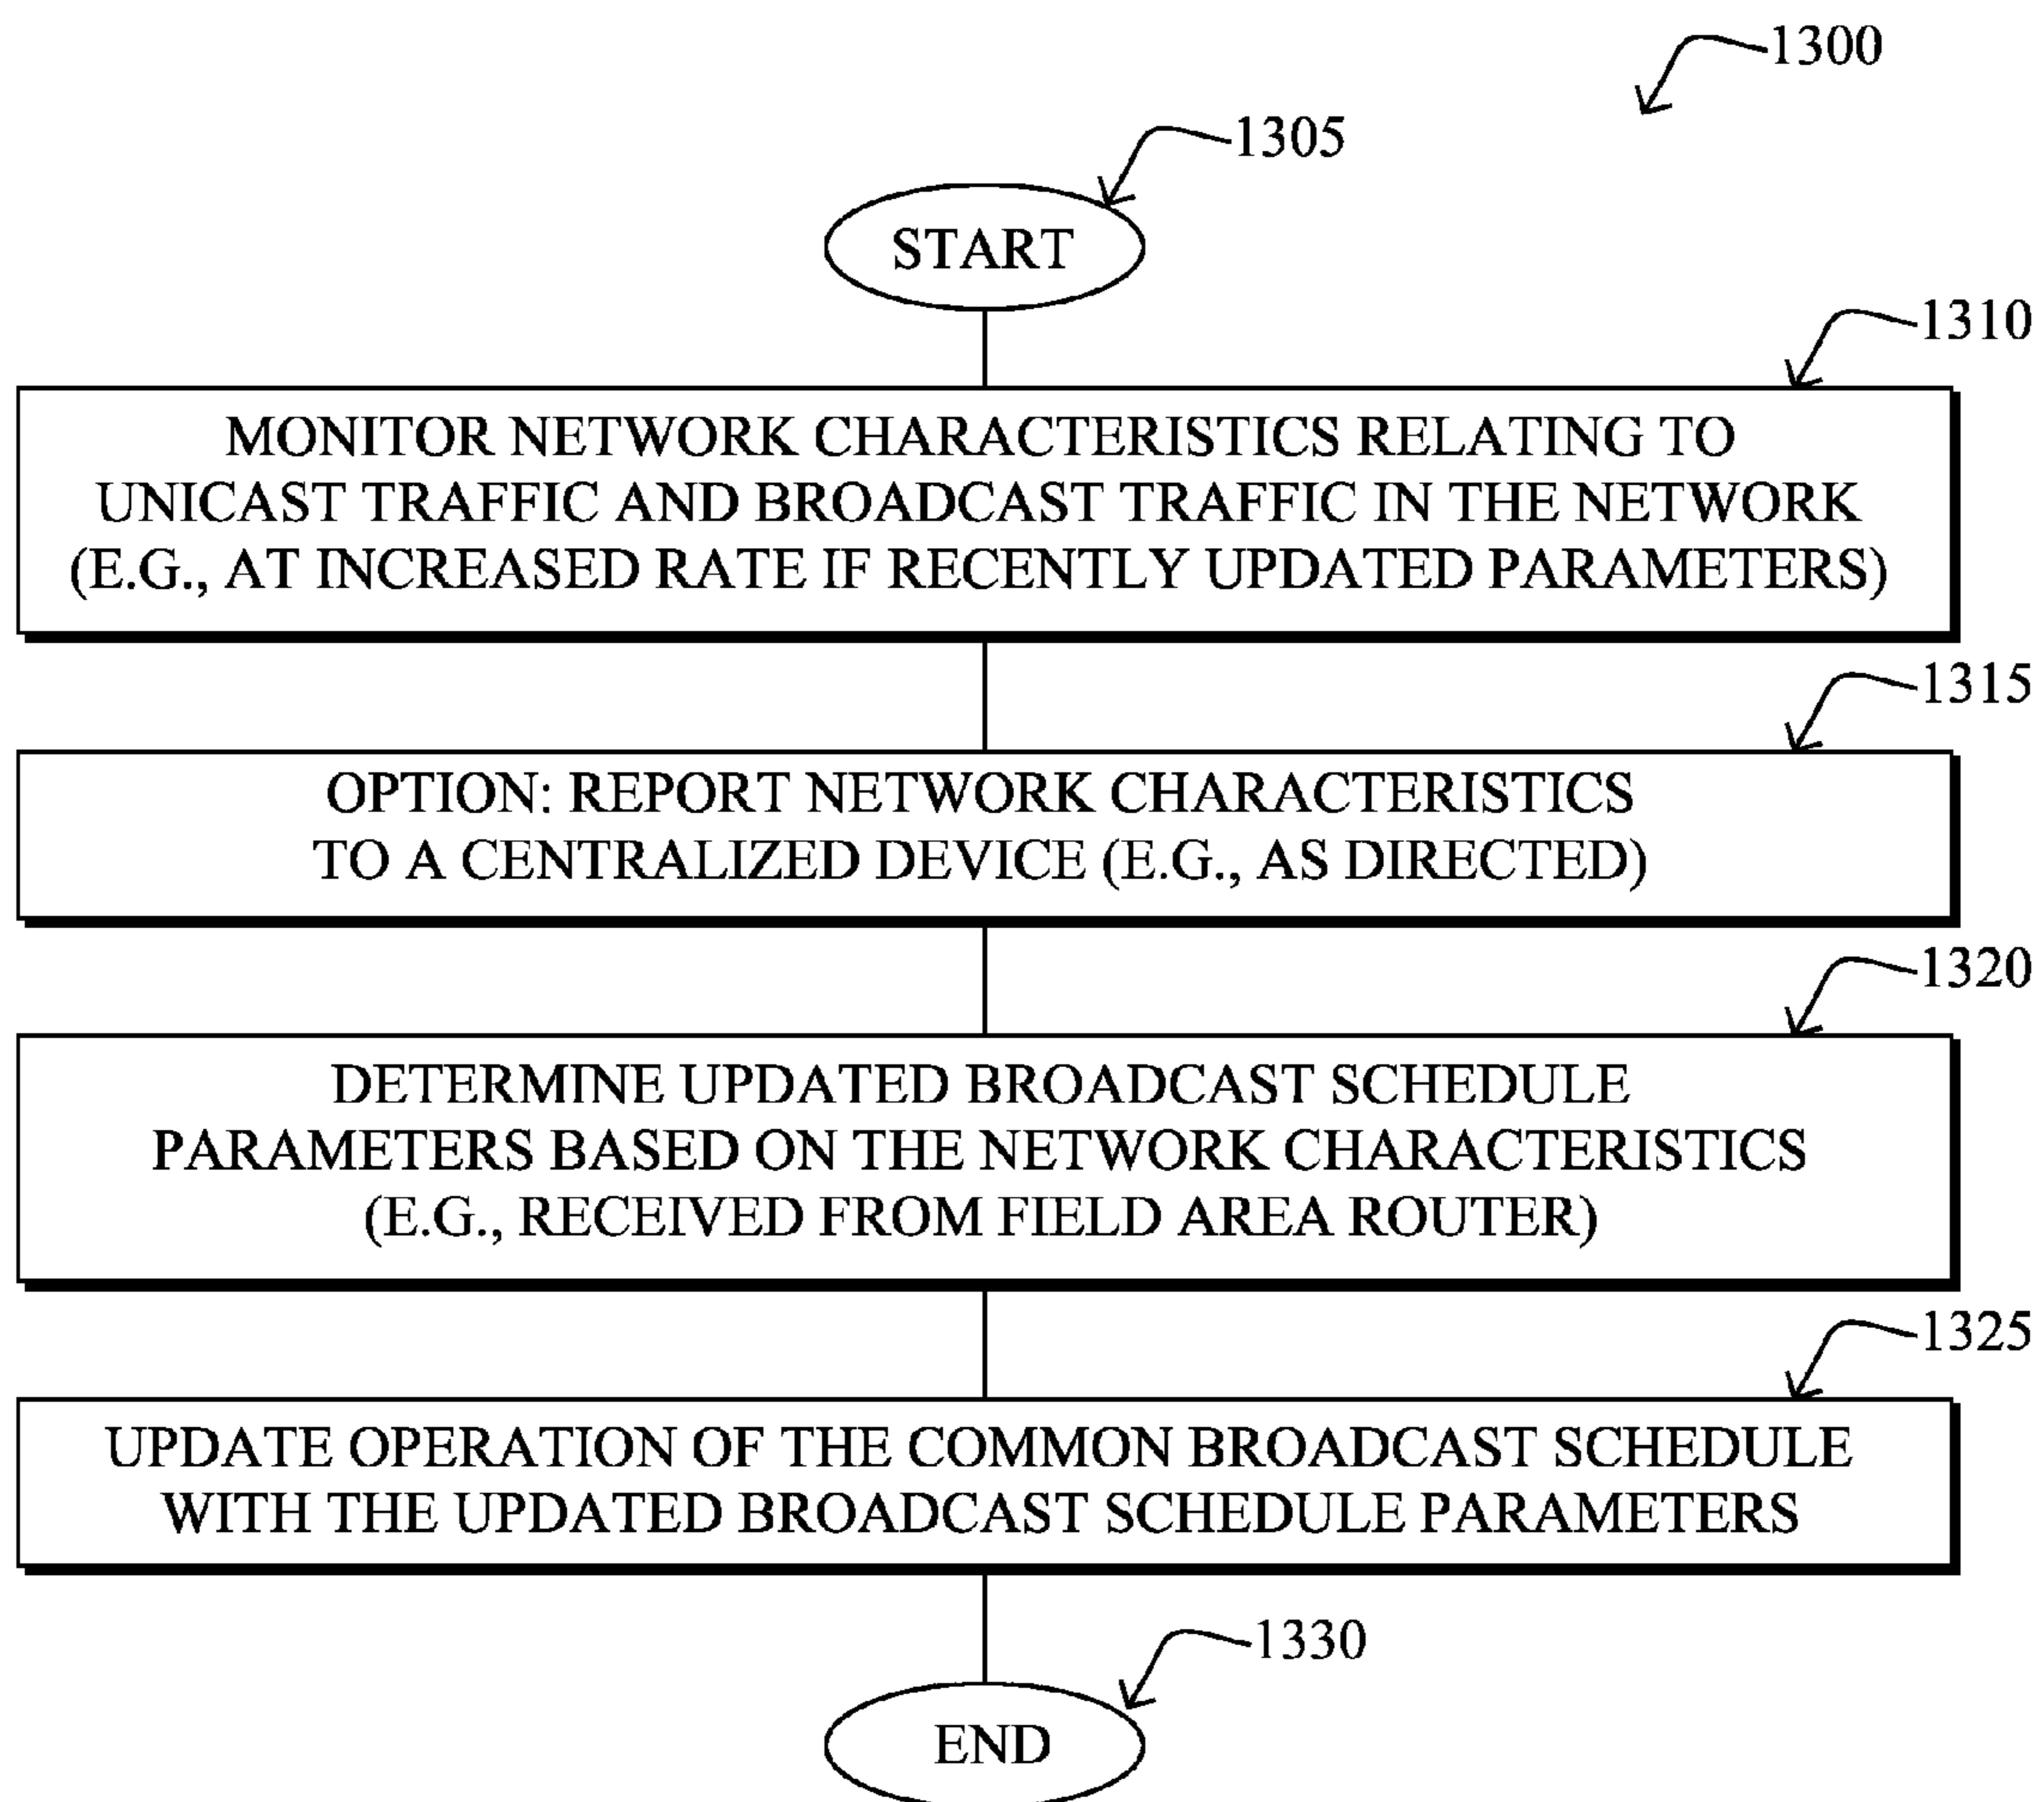 1300
1305
START
1310
MONITOR NETWORK CHARACTERISTICS RELATING TO
UNICAST TRAFFIC AND BROADCAST TRAFFIC IN THE NETWORK
(E.G., AT INCREASED RATE IF RECENTLY UPDATED PARAMETERS)
1315
OPTION: REPORT NETWORK CHARACTERISTICS
TO A CENTRALIZED DEVICE (E.G., AS DIRECTED)
1320
DETERMINE UPDATED BROADCAST SCHEDULE
PARAMETERS BASED ON THE NETWORK CHARACTERISTICS
(E.G., RECEIVED FROM FIELD AREA ROUTER)
1325
UPDATE OPERATION OF THE COMMON BROADCAST SCHEDULE
WITH THE UPDATED BROADCAST SCHEDULE PARAMETERS
1330
END